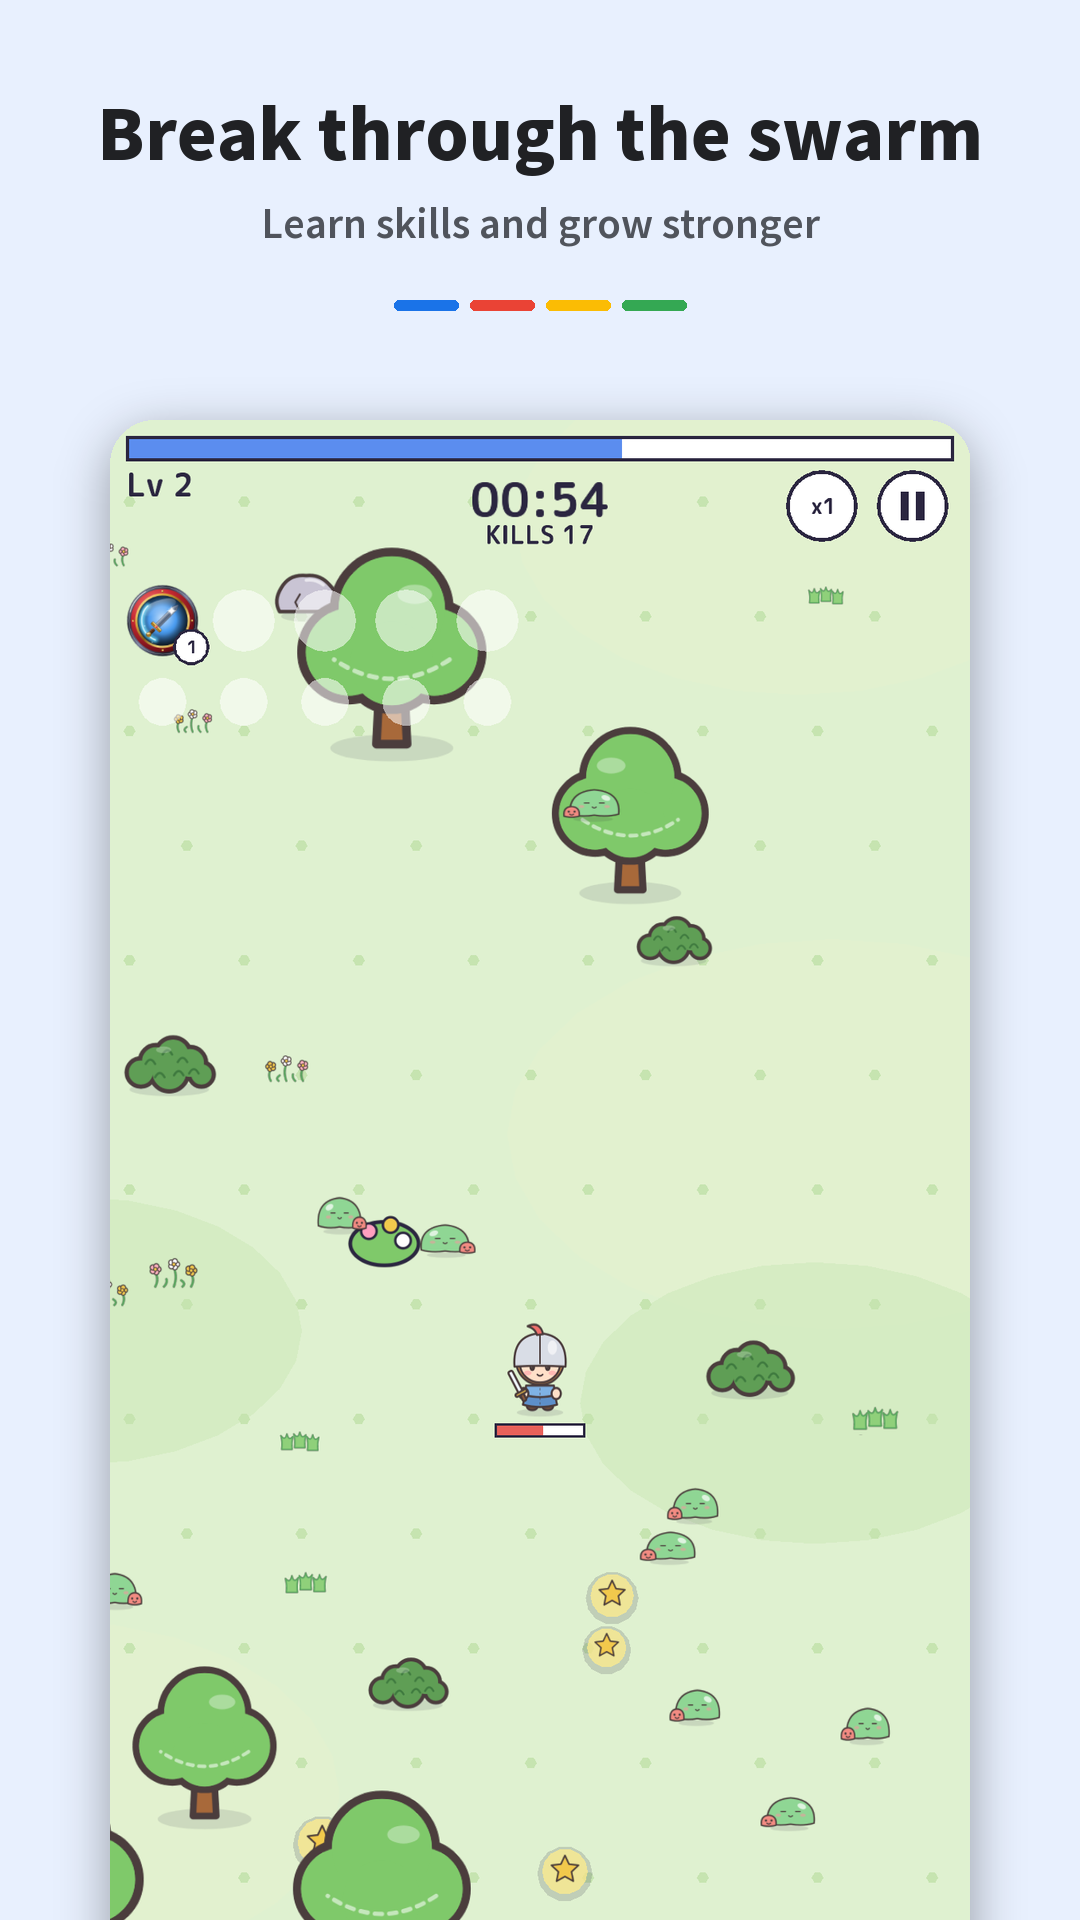 Break through the swarm
Learn skills and grow stronger
Lv 2
00:54
KILLS 17
x1
1